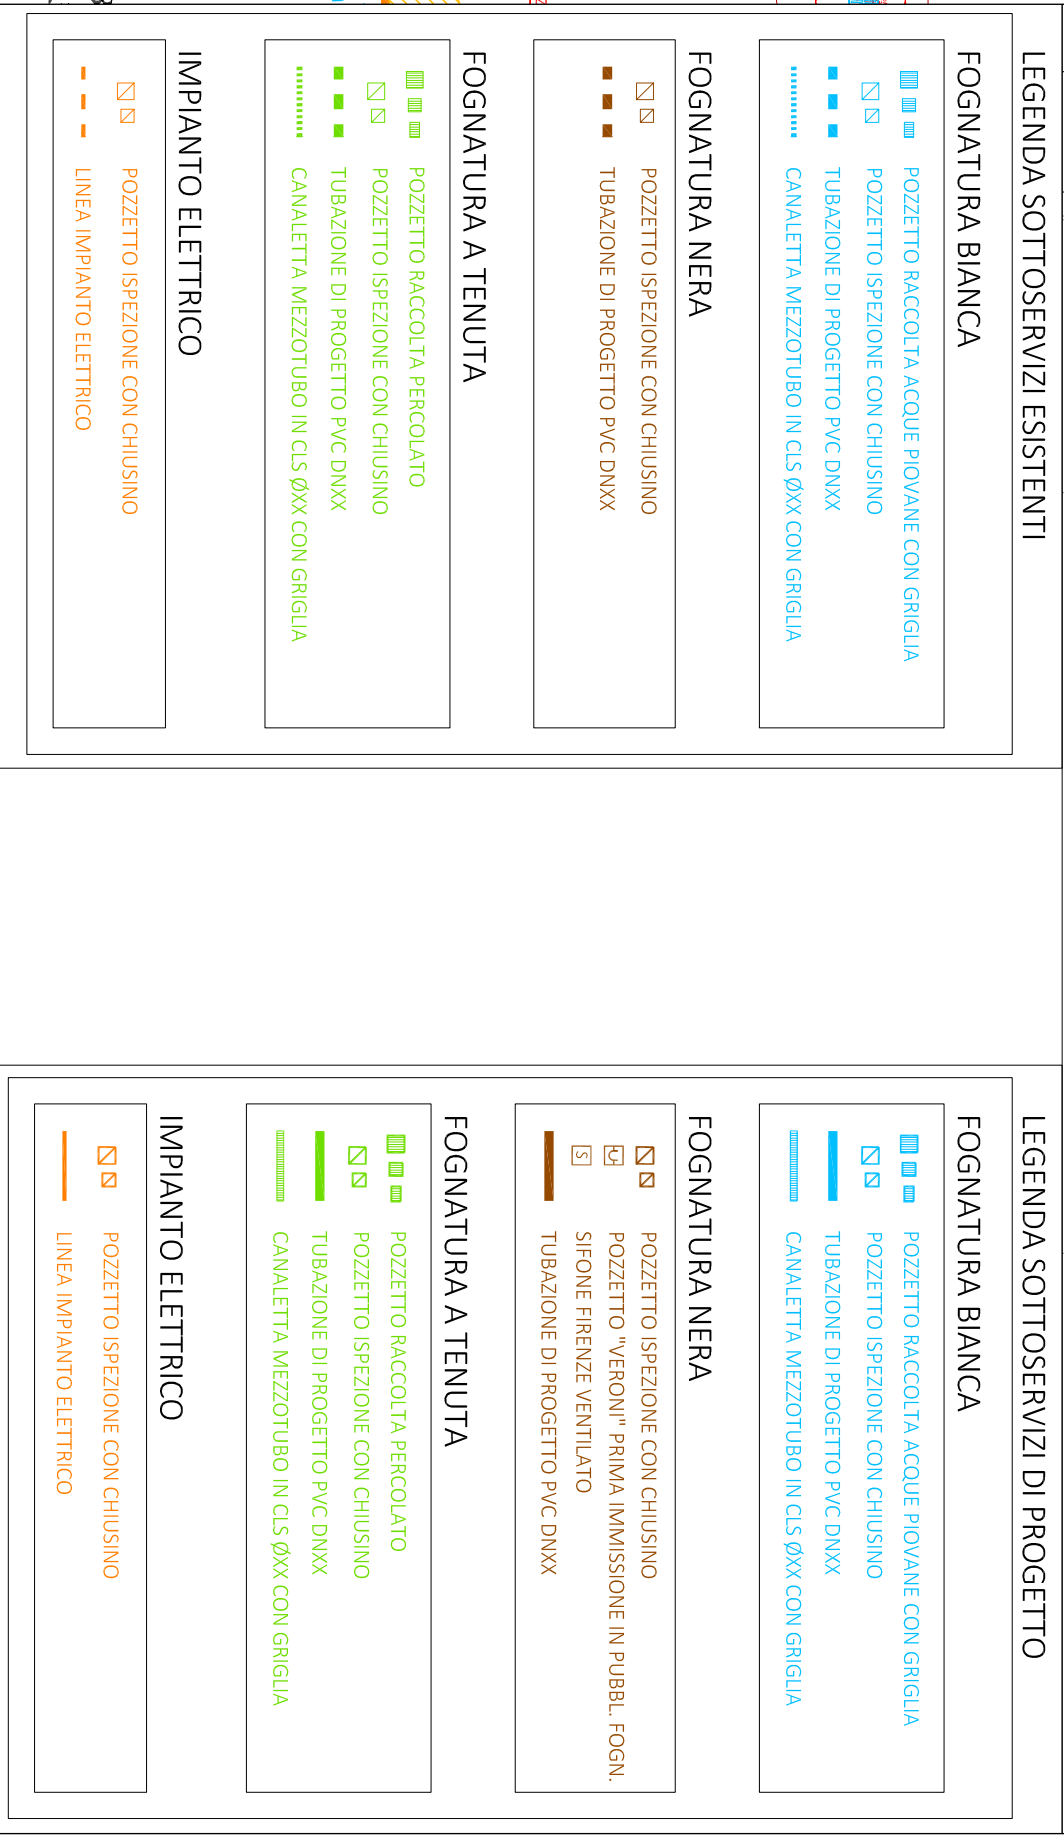 LEGENDA SOTTOSERVIZI ESISTENTI
FOGNATURA BIANCA
POZZETTO RACCOLTA ACQUE PIOVANE CON GRIGLIA
POZZETTO ISPEZIONE CON CHIUSINO
TUBAZIONE DI PROGETTO PVC DNXX
CANALETTA MEZZOTUBO IN CLS ØXX CON GRIGLIA
FOGNATURA NERA
POZZETTO ISPEZIONE CON CHIUSINO
TUBAZIONE DI PROGETTO PVC DNXX
FOGNATURA A TENUTA
POZZETTO RACCOLTA PERCOLATO
POZZETTO ISPEZIONE CON CHIUSINO
TUBAZIONE DI PROGETTO PVC DNXX
CANALETTA MEZZOTUBO IN CLS ØXX CON GRIGLIA
IMPIANTO ELETTRICO
POZZETTO ISPEZIONE CON CHIUSINO
LINEA IMPIANTO ELETTRICO
LEGENDA SOTTOSERVIZI DI PROGETTO
FOGNATURA BIANCA
POZZETTO RACCOLTA ACQUE PIOVANE CON GRIGLIA
POZZETTO ISPEZIONE CON CHIUSINO
TUBAZIONE DI PROGETTO PVC DNXX
CANALETTA MEZZOTUBO IN CLS ØXX CON GRIGLIA
FOGNATURA NERA
POZZETTO ISPEZIONE CON CHIUSINO
POZZETTO "VERONI" PRIMA IMMISSIONE IN PUBBL. FOGN.
S SIFONE FIRENZE VENTILATO
TUBAZIONE DI PROGETTO PVC DNXX
FOGNATURA A TENUTA
POZZETTO RACCOLTA PERCOLATO
POZZETTO ISPEZIONE CON CHIUSINO
TUBAZIONE DI PROGETTO PVC DNXX
CANALETTA MEZZOTUBO IN CLS ØXX CON GRIGLIA
IMPIANTO ELETTRICO
POZZETTO ISPEZIONE CON CHIUSINO
LINEA IMPIANTO ELETTRICO